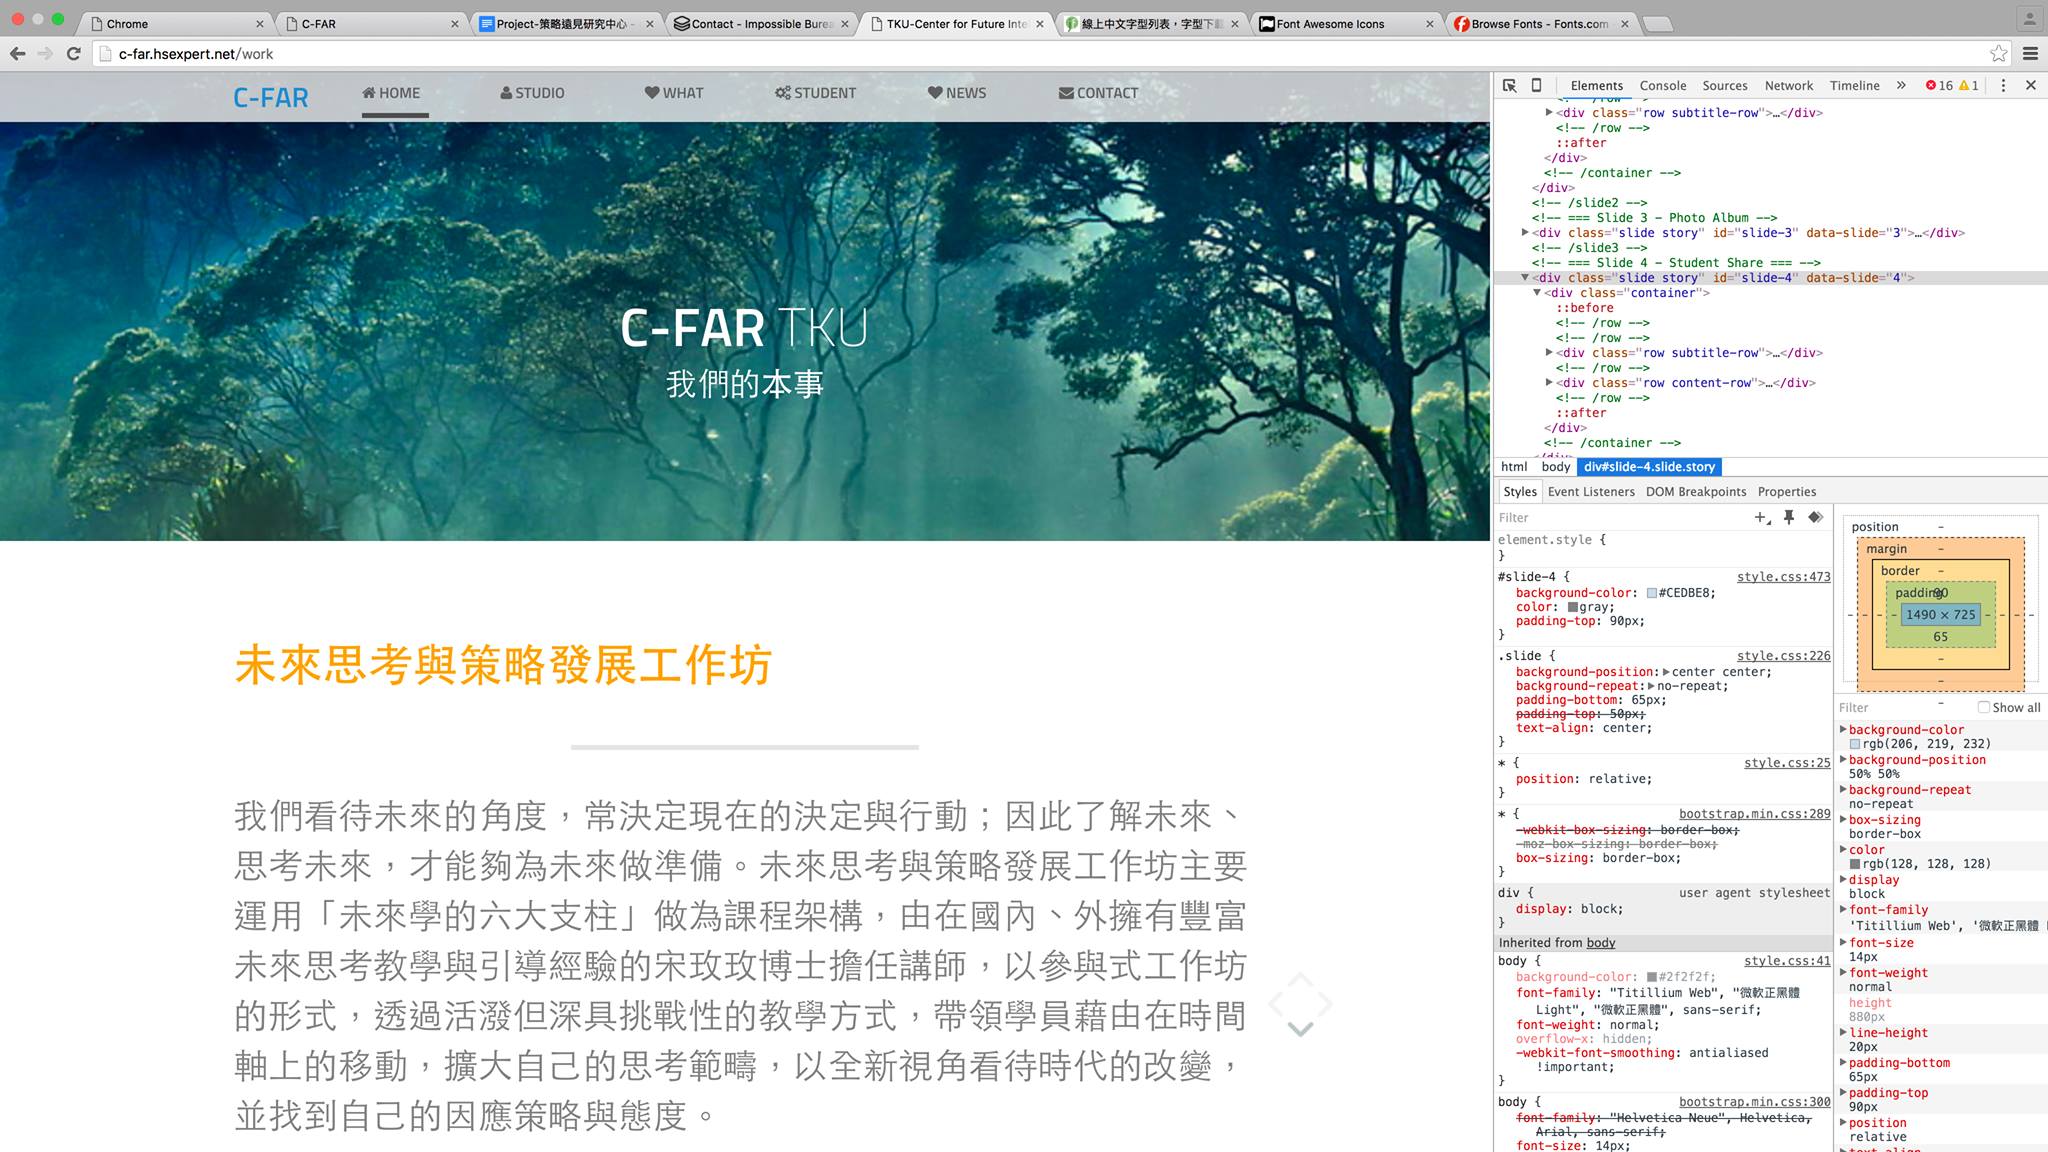 Chrome
C-FAR
Project-策略遠見研究中心 -
Contact - Impossible Burea
TKU-Center for Future Inte
線上中文字型列表，字型下載
Font Awesome Icons
Browse Fonts - Fonts.com
c-far.hsexpert.net/work
C-FAR
HOME
STUDIO
WHAT
STUDENT
NEWS
CONTACT
C-FAR TKU
我們的本事
未來思考與策略發展工作坊
我們看待未來的角度，常決定現在的決定與行動；因此了解未來、
思考未來，才能夠為未來做準備。未來思考與策略發展工作坊主要
運用「未來學的六大支柱」做為課程架構，由在國內、外擁有豐富
未來思考教學與引導經驗的宋玫玫博士擔任講師，以參與式工作坊
的形式，透過活潑但深具挑戰性的教學方式，帶領學員藉由在時間
軸上的移動，擴大自己的思考範疇，以全新視角看待時代的改變，
並找到自己的因應策略與態度。
Elements Console Sources Network Timeline » 16 1
<!-- /row -->
<div class="row subtitle-row">…</div>
<!-- /row -->
::after
</div>
<!-- /container -->
</div>
<!-- /slide2 -->
<!-- === Slide 3 - Photo Album -->
<div class="slide story" id="slide-3" data-slide="3">…</div>
<!-- /slide3 -->
<!-- === Slide 4 - Student Share === -->
<div class="slide story" id="slide-4" data-slide="4">
<div class="container">
::before
<!-- /row -->
<!-- /row -->
<div class="row subtitle-row">…</div>
<!-- /row -->
<div class="row content-row">…</div>
<!-- /row -->
::after
</div>
<!-- /container -->
html body div#slide-4.slide.story
Styles Event Listeners DOM Breakpoints Properties
Filter
element.style {
}
#slide-4 { style.css:473
background-color: #CEDBE8;
color: gray;
padding-top: 90px;
}
.slide { style.css:226
background-position: center center;
background-repeat: no-repeat;
padding-bottom: 65px;
padding-top: 50px;
text-align: center;
}
* { style.css:25
position: relative;
}
* { bootstrap.min.css:289
-webkit-box-sizing: border-box;
-moz-box-sizing: border-box;
box-sizing: border-box;
}
div { user agent stylesheet
display: block;
}
Inherited from body
body { style.css:41
background-color: #2f2f2f;
font-family: "Titillium Web", "微軟正黑體
Light", "微軟正黑體", sans-serif;
font-weight: normal;
overflow-x: hidden;
-webkit-font-smoothing: antialiased
!important;
}
body { bootstrap.min.css:300
font-family: "Helvetica Neue", Helvetica,
Arial, sans-serif;
font-size: 14px;
position -
margin -
border -
padding 90
1490 × 725
65
-
-
-
Filter Show all
background-color
rgb(206, 219, 232)
background-position
50% 50%
background-repeat
no-repeat
box-sizing
border-box
color
rgb(128, 128, 128)
display
block
font-family
'Titillium Web', '微軟正黑體
font-size
14px
font-weight
normal
height
880px
line-height
20px
padding-bottom
65px
padding-top
90px
position
relative